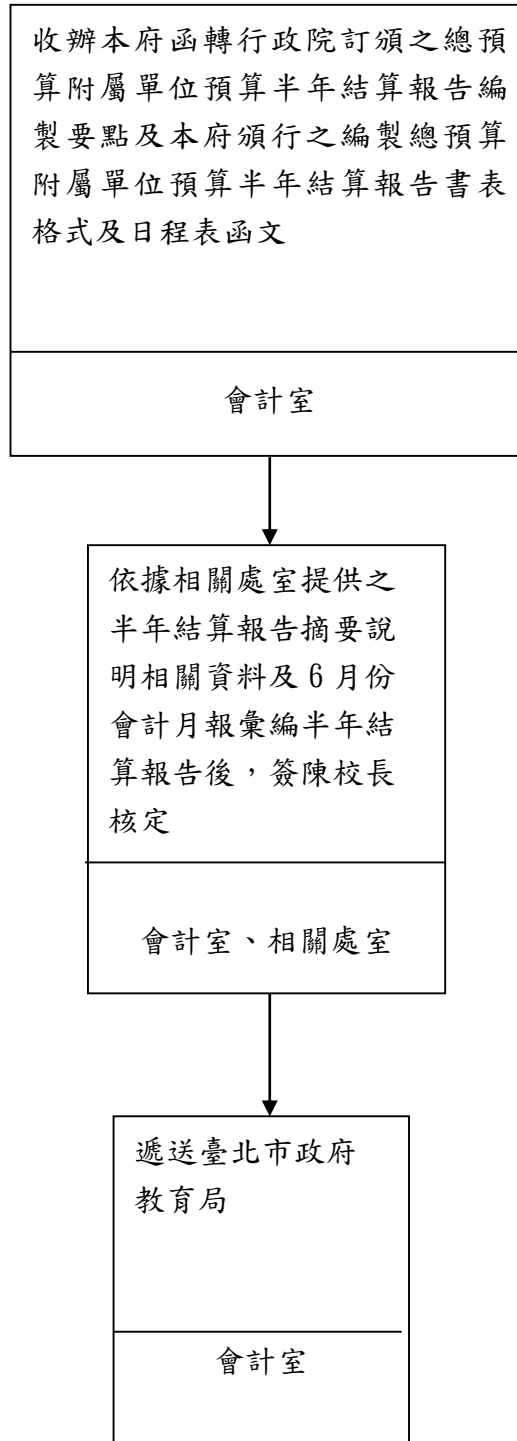 收辦本府函轉行政院訂頒之總預
算附屬單位預算半年結算報告編
製要點及本府頒行之編製總預算
附屬單位預算半年結算報告書表
格式及日程表函文
會計室
依據相關處室提供之
半年結算報告摘要說
明相關資料及 6 月份
會計月報彙編半年結
算報告後，簽陳校長
核定
會計室、相關處室
遞送臺北市政府
教育局
會計室